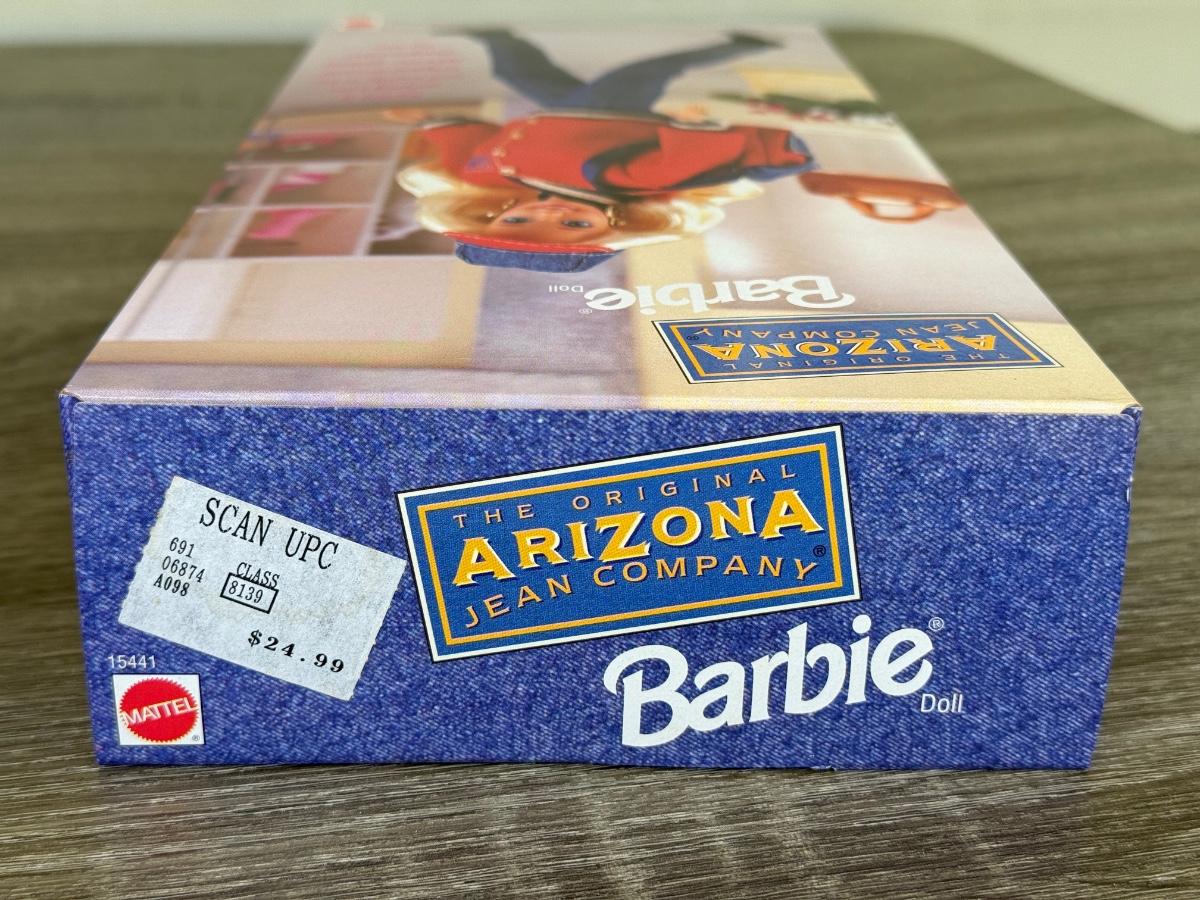 Barbie®
Doll
THE ORIGINAL
ARIZONA
JEAN COMPANY®
SCAN UPC
691
06874
A098
CLASS
8139
$24.99
THE ORIGINAL
ARIZONA
JEAN COMPANY®
Barbie®
Doll
15441
MATTEL®